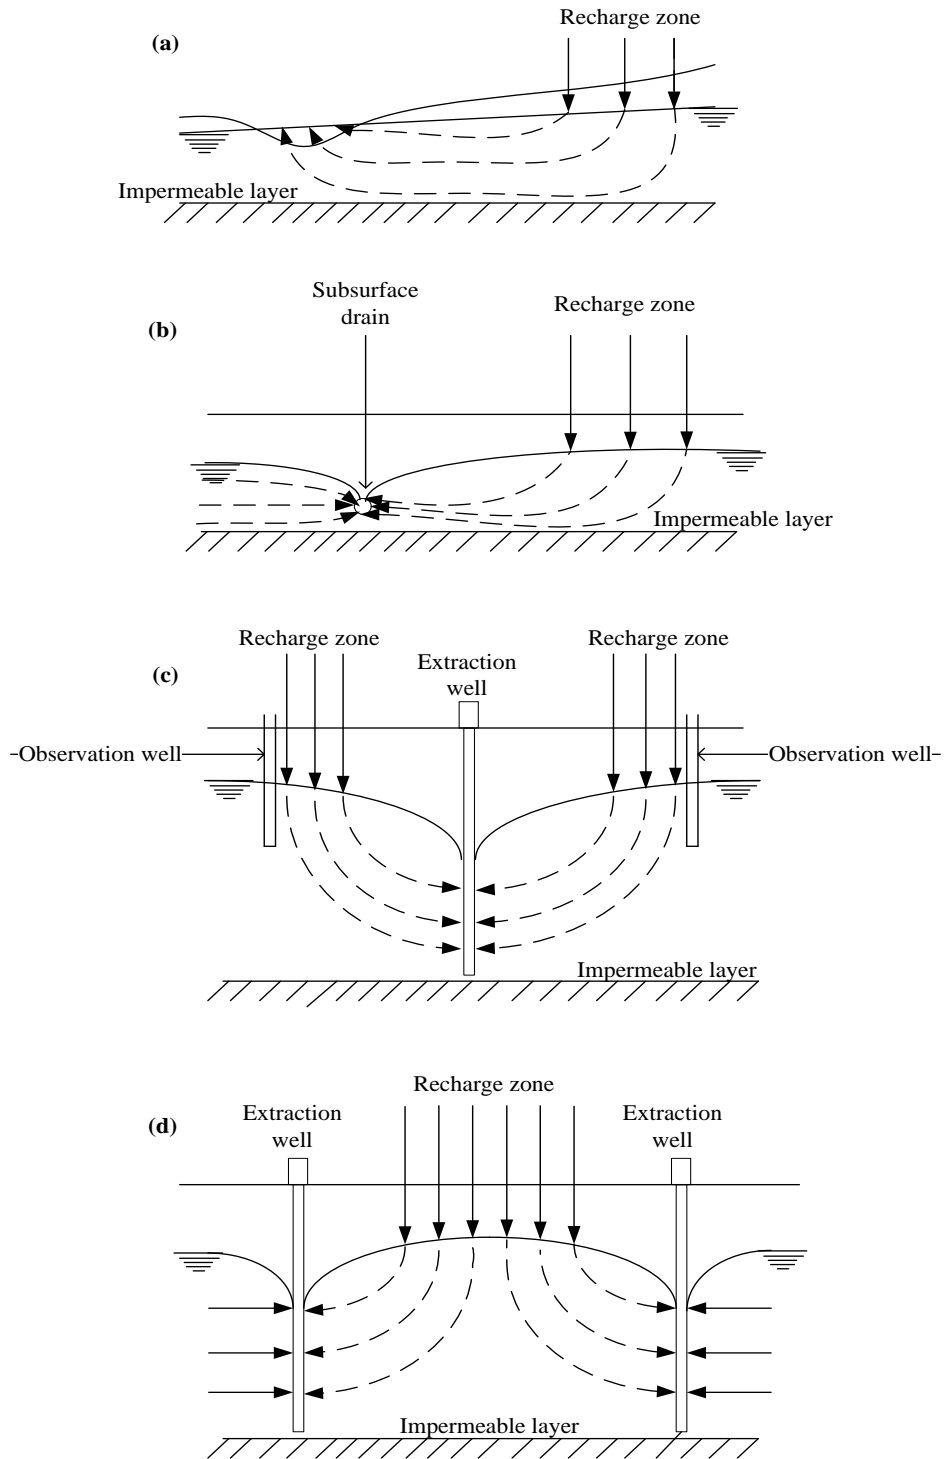 Recharge zone
(a)
Impermeable layer
Subsurface
drain
Recharge zone
(b)
Impermeable layer
Recharge zone
Recharge zone
Extraction
well
(c)
Observation well
Observation well
Impermeable layer
Recharge zone
Extraction
well
Extraction
well
(d)
Impermeable layer